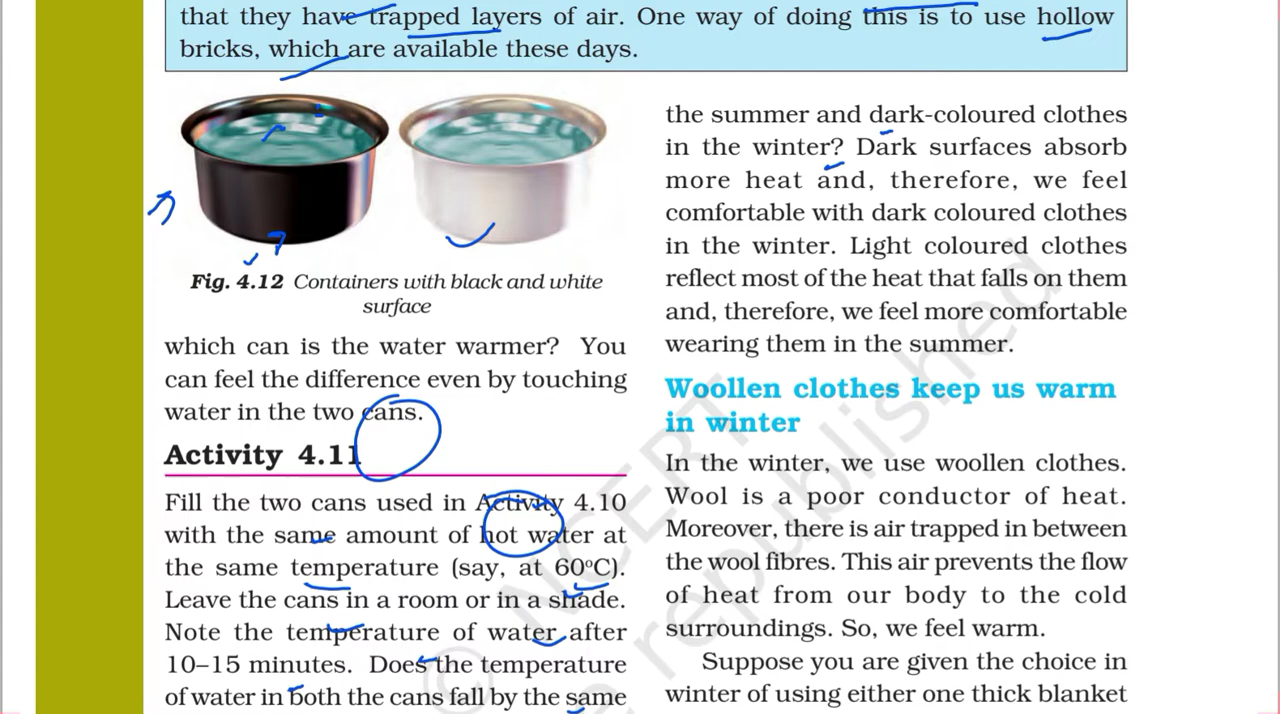 that they have trapped layers of air. One way of doing this is to use hollow
bricks, which are available these days.
Fig. 4.12 Containers with black and white
surface
which can is the water warmer? You
can feel the difference even by touching
water in the two cans.
Activity 4.11
Fill the two cans used in Activity 4.10
with the same amount of hot water at
the same temperature (say, at 60°C).
Leave the cans in a room or in a shade.
Note the temperature of water after
10–15 minutes. Does the temperature
of water in both the cans fall by the same
the summer and dark-coloured clothes
in the winter? Dark surfaces absorb
more heat and, therefore, we feel
comfortable with dark coloured clothes
in the winter. Light coloured clothes
reflect most of the heat that falls on them
and, therefore, we feel more comfortable
wearing them in the summer.
Woollen clothes keep us warm
in winter
In the winter, we use woollen clothes.
Wool is a poor conductor of heat.
Moreover, there is air trapped in between
the wool fibres. This air prevents the flow
of heat from our body to the cold
surroundings. So, we feel warm.
Suppose you are given the choice in
winter of using either one thick blanket
© NCERT
be republished